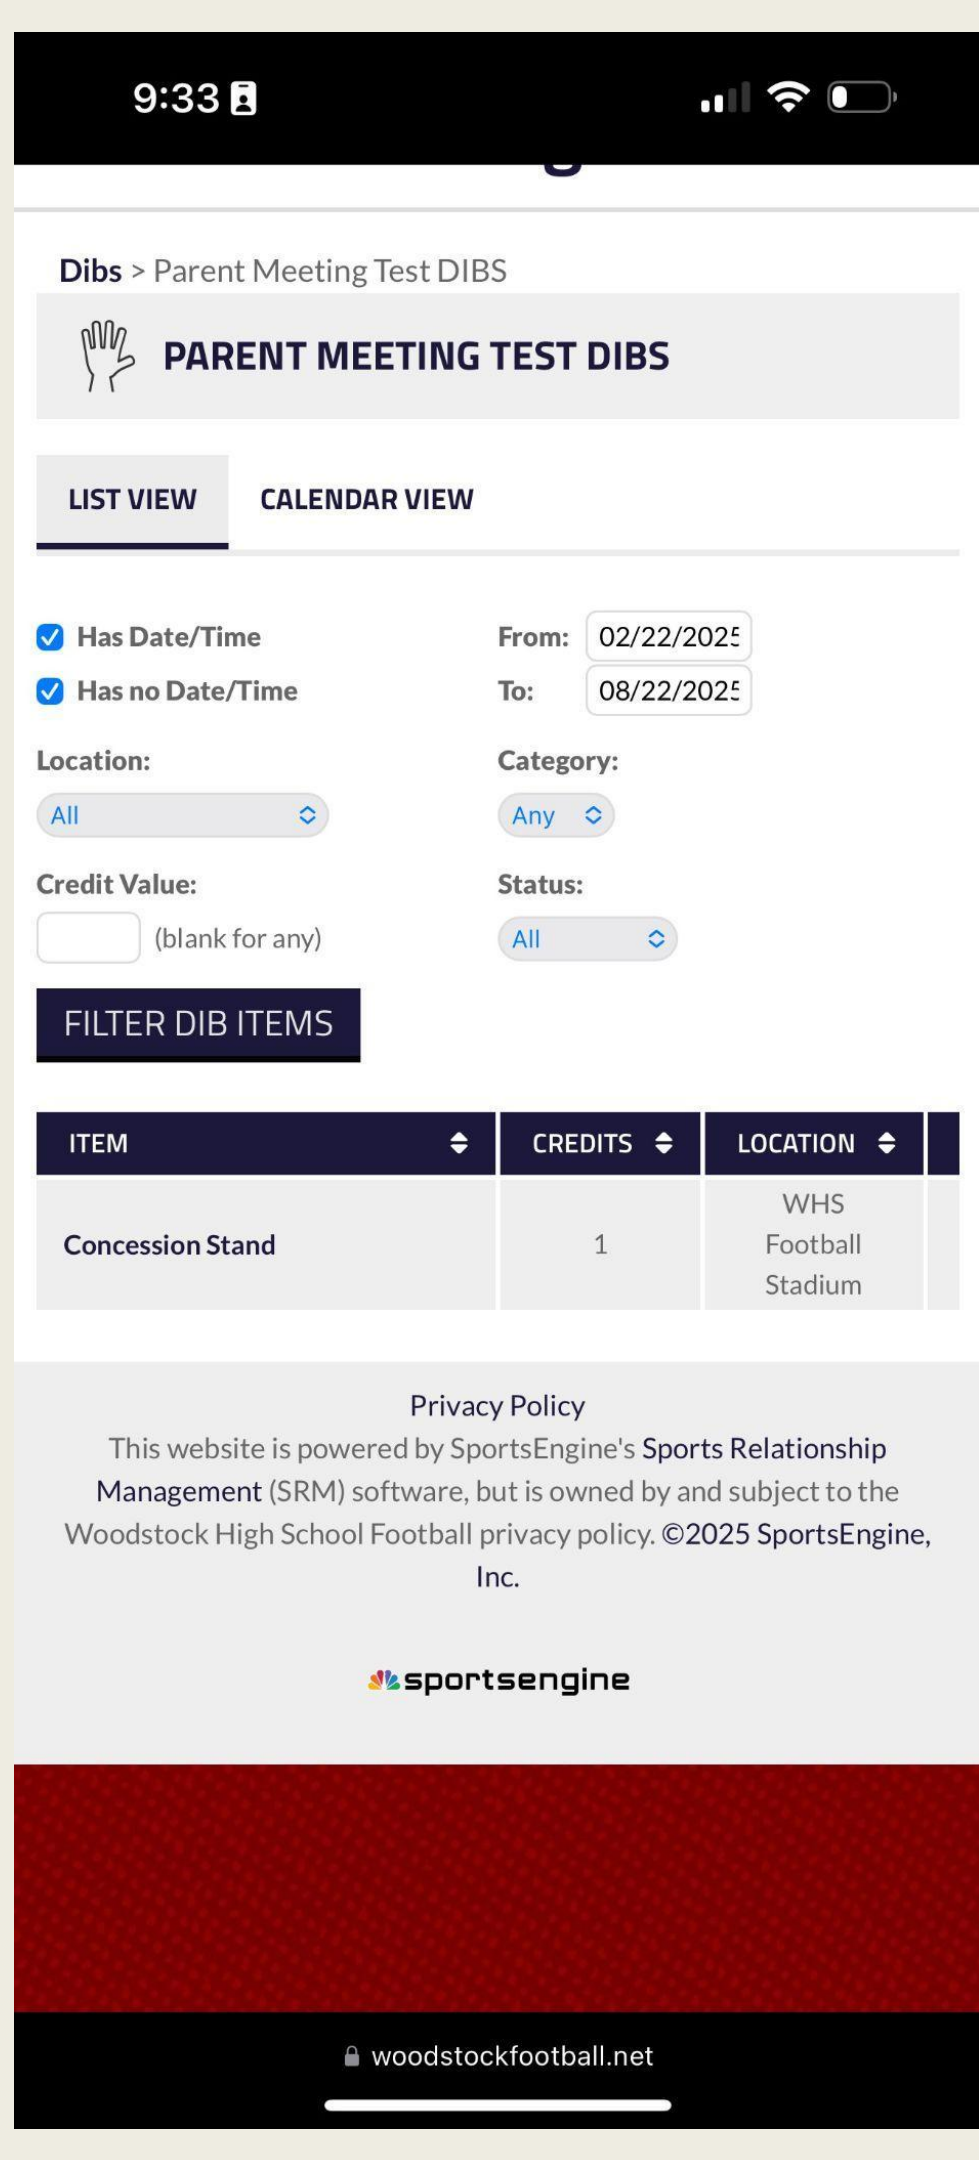 9:33
Dibs > Parent Meeting Test DIBS
PARENT MEETING TEST DIBS
LIST VIEW CALENDAR VIEW
Has Date/Time From: 02/22/2025
Has no Date/Time To: 08/22/2025
Location: Category:
All Any
Credit Value: Status:
(blank for any) All
FILTER DIB ITEMS
ITEM CREDITS LOCATION
WHS
Concession Stand 1 Football
Stadium
Privacy Policy
This website is powered by SportsEngine's Sports Relationship
Management (SRM) software, but is owned by and subject to the
Woodstock High School Football privacy policy. ©2025 SportsEngine,
Inc.
sportsengine
woodstockfootball.net